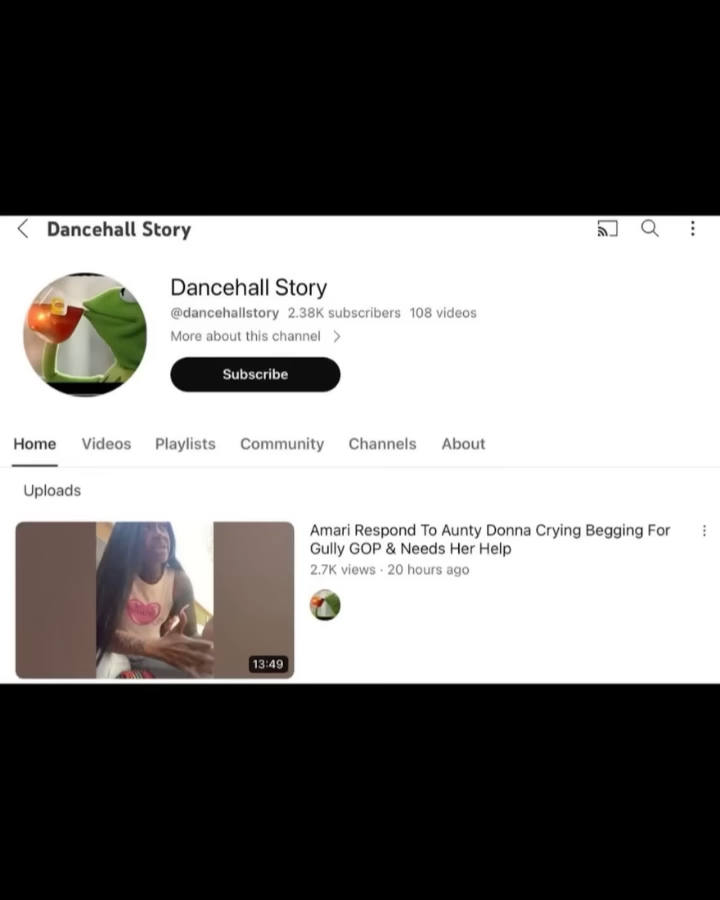 Dancehall Story
Dancehall Story
@dancehallstory 2.38K subscribers 108 videos
More about this channel
Subscribe
Home Videos Playlists Community Channels About
Uploads
Amari Respond To Aunty Donna Crying Begging For
Gully GOP & Needs Her Help
2.7K views · 20 hours ago
13:49